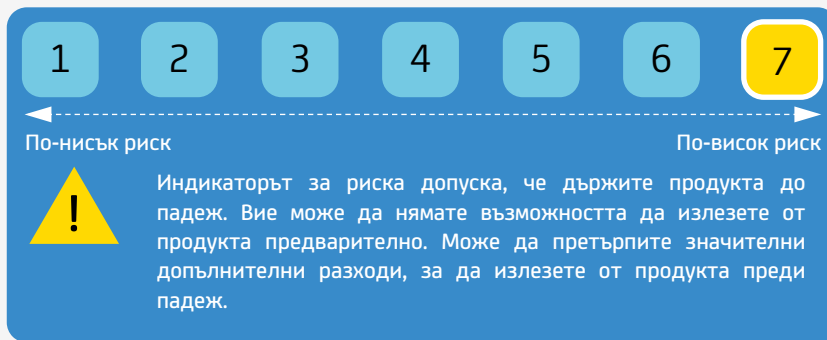 1 2 3 4 5 6 7
По-нисък риск По-висок риск
!
Индикаторът за риска допуска, че държите продукта до
падеж. Вие може да нямате възможността да излезете от
продукта предварително. Може да претърпите значителни
допълнителни разходи, за да излезете от продукта преди
падеж.